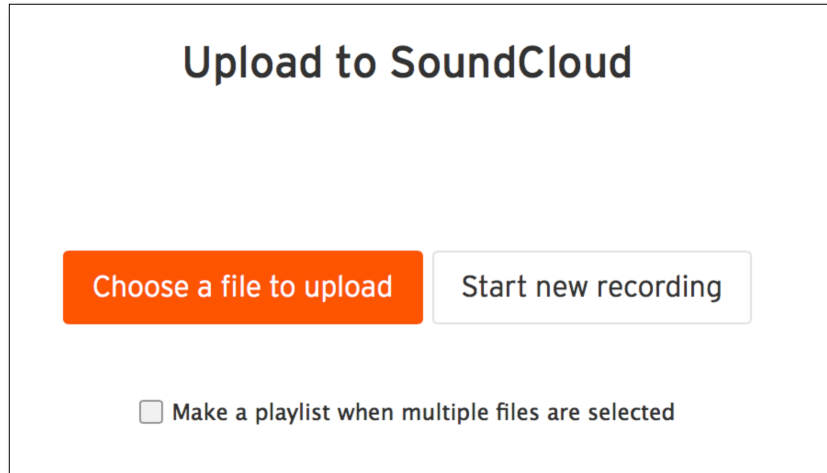 Upload to SoundCloud
Choose a file to upload
Start new recording
Make a playlist when multiple files are selected